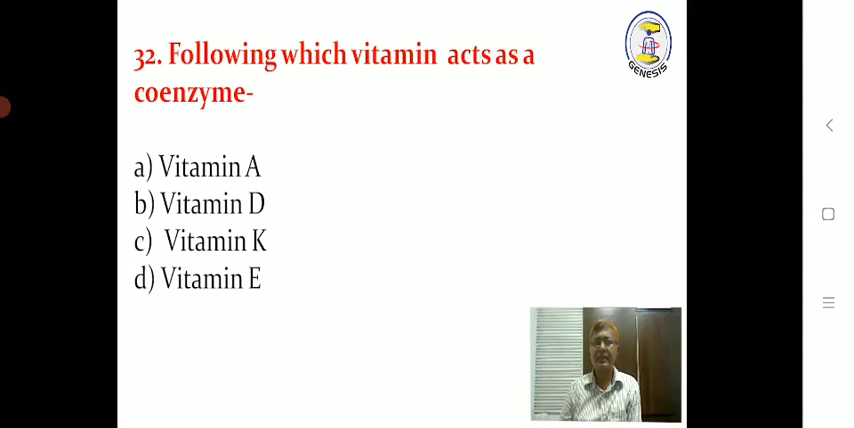 32. Following which vitamin acts as a
coenzyme-
a) Vitamin A
b) Vitamin D
c) Vitamin K
d) Vitamin E
GENESIS